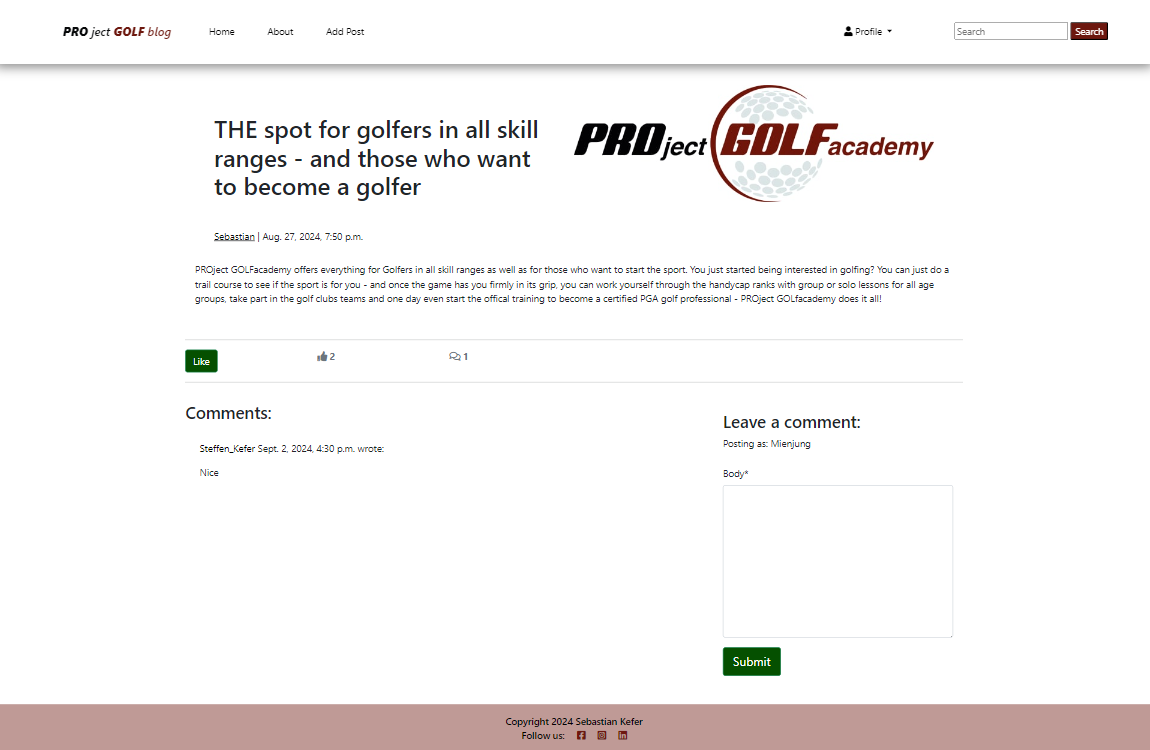 PRO ject GOLF blog Home About Add Post Profile Search Search
THE spot for golfers in all skill
ranges - and those who want
to become a golfer
PROject GOLFacademy
Sebastian | Aug. 27, 2024, 7:50 p.m.
PROject GOLFacademy offers everything for Golfers in all skill ranges as well as for those who want to start the sport. You just started being interested in golfing? You can just do a
trail course to see if the sport is for you - and once the game has you firmly in its grip, you can work yourself through the handycap ranks with group or solo lessons for all age
groups, take part in the golf clubs teams and one day even start the offical training to become a certified PGA golf professional - PROject GOLfacademy does it all!
Like 2 1
Comments:
Steffen_Kefer Sept. 2, 2024, 4:30 p.m. wrote:
Nice
Leave a comment:
Posting as: Mienjung
Body*
Submit
Copyright 2024 Sebastian Kefer
Follow us: